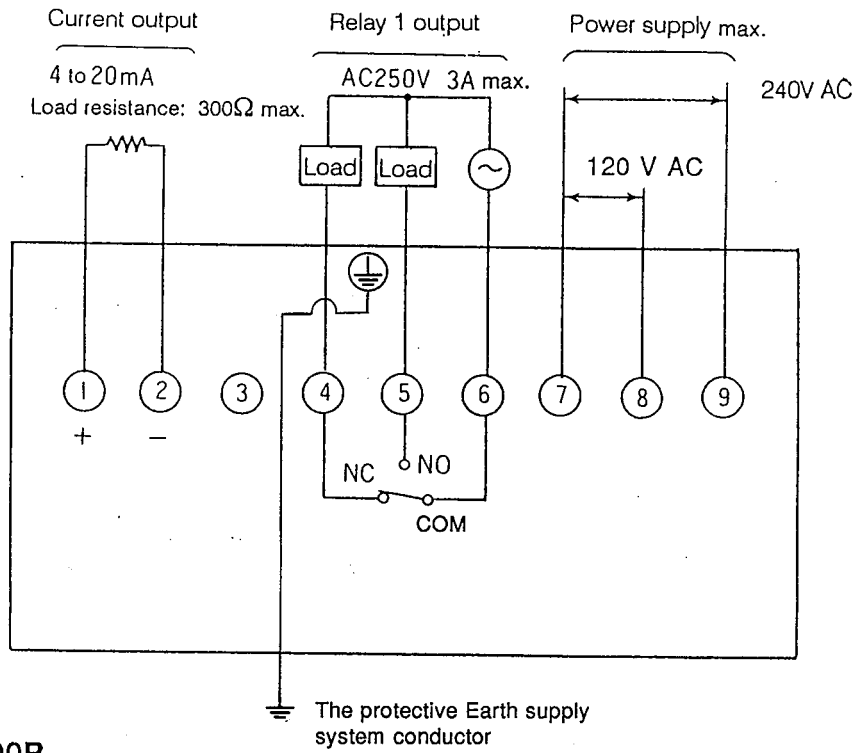 Current output
Relay 1 output
Power supply max.
4 to 20mA
AC250V 3A max.
240V AC
Load resistance: 300Ω max.
Load
Load
120 V AC
1
2
3
4
5
6
7
8
9
+
−
NC
NO
COM
The protective Earth supply
system conductor